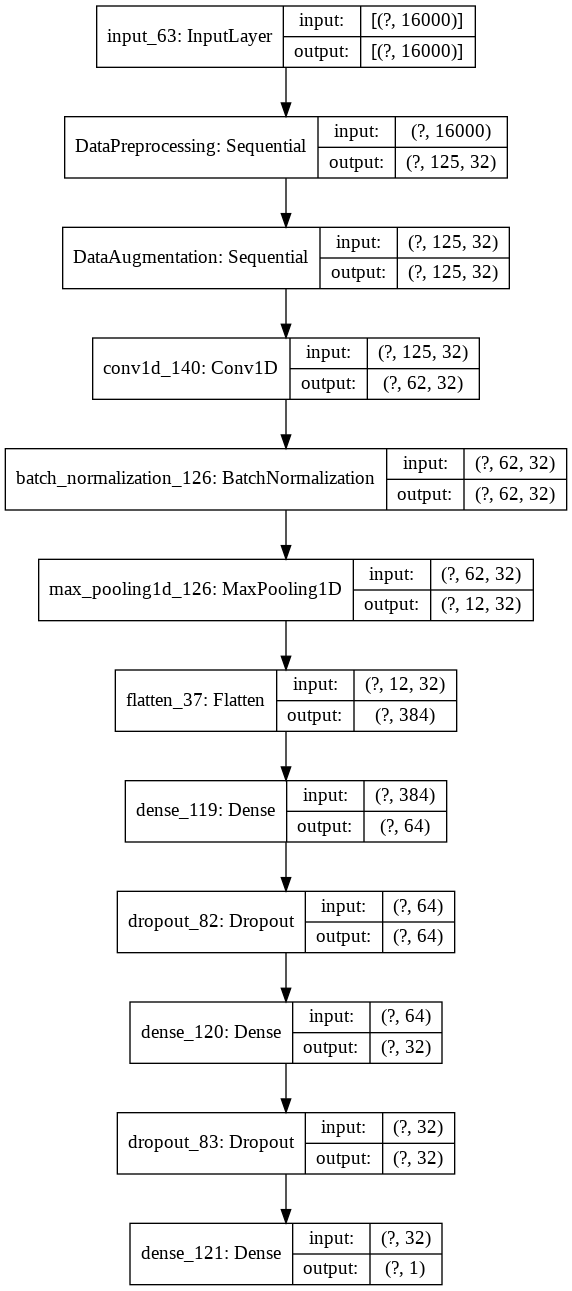 input_63: InputLayer
input: [(?, 16000)]
output: [(?, 16000)]
DataPreprocessing: Sequential
input: (?, 16000)
output: (?, 125, 32)
DataAugmentation: Sequential
input: (?, 125, 32)
output: (?, 125, 32)
conv1d_140: Conv1D
input: (?, 125, 32)
output: (?, 62, 32)
batch_normalization_126: BatchNormalization
input: (?, 62, 32)
output: (?, 62, 32)
max_pooling1d_126: MaxPooling1D
input: (?, 62, 32)
output: (?, 12, 32)
flatten_37: Flatten
input: (?, 12, 32)
output: (?, 384)
dense_119: Dense
input: (?, 384)
output: (?, 64)
dropout_82: Dropout
input: (?, 64)
output: (?, 64)
dense_120: Dense
input: (?, 64)
output: (?, 32)
dropout_83: Dropout
input: (?, 32)
output: (?, 32)
dense_121: Dense
input: (?, 32)
output: (?, 1)